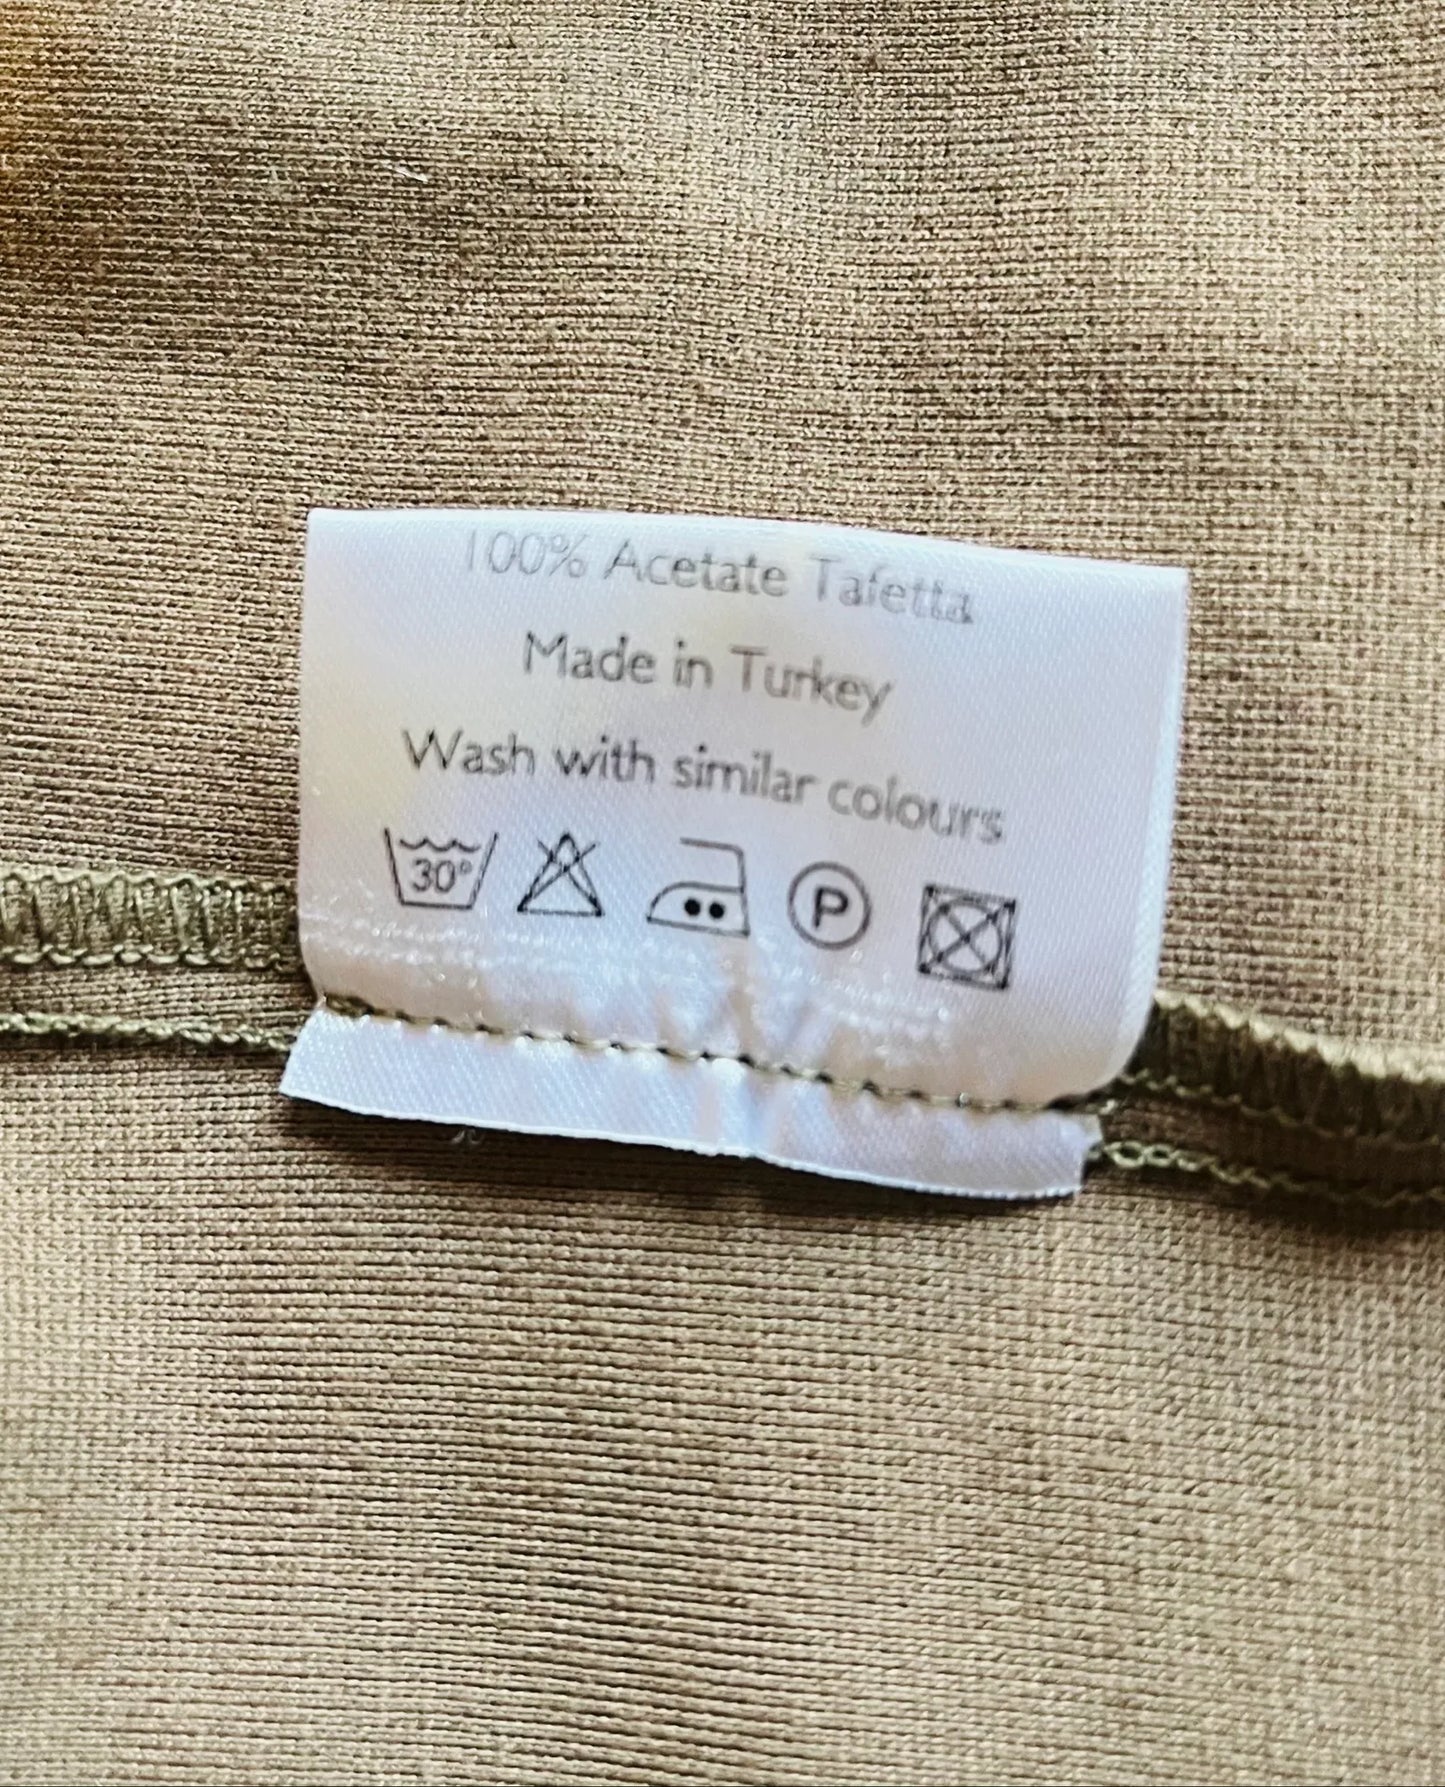 100% Acetate Tafetta
Made in Turkey
Wash with similar colours
30° P